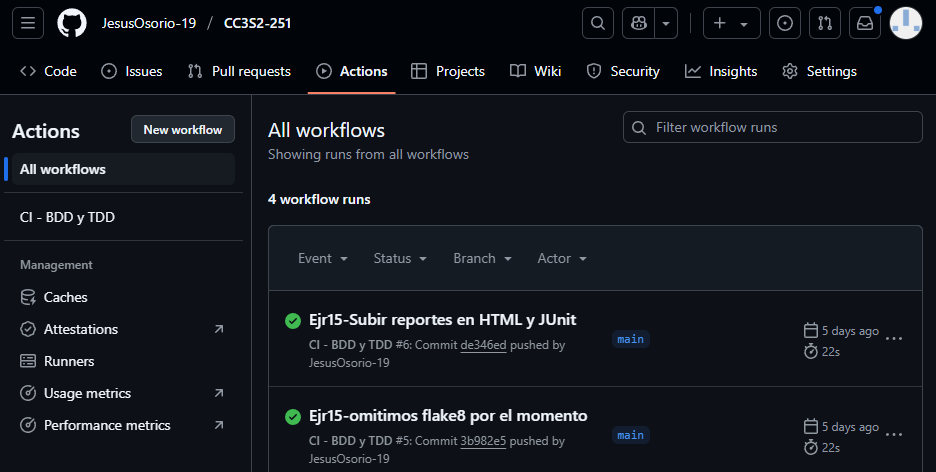 JesusOsorio-19 / CC3S2-251
Code Issues Pull requests Actions Projects Wiki Security Insights Settings
Actions
New workflow
All workflows
CI - BDD y TDD
Management
Caches
Attestations
Runners
Usage metrics
Performance metrics
All workflows
Showing runs from all workflows
Filter workflow runs
4 workflow runs
Event Status Branch Actor
Ejr15-Subir reportes en HTML y JUnit
CI - BDD y TDD #6: Commit de346ed pushed by
JesusOsorio-19
main
5 days ago
22s
Ejr15-omitimos flake8 por el momento
CI - BDD y TDD #5: Commit 3b982e5 pushed by
JesusOsorio-19
main
5 days ago
22s